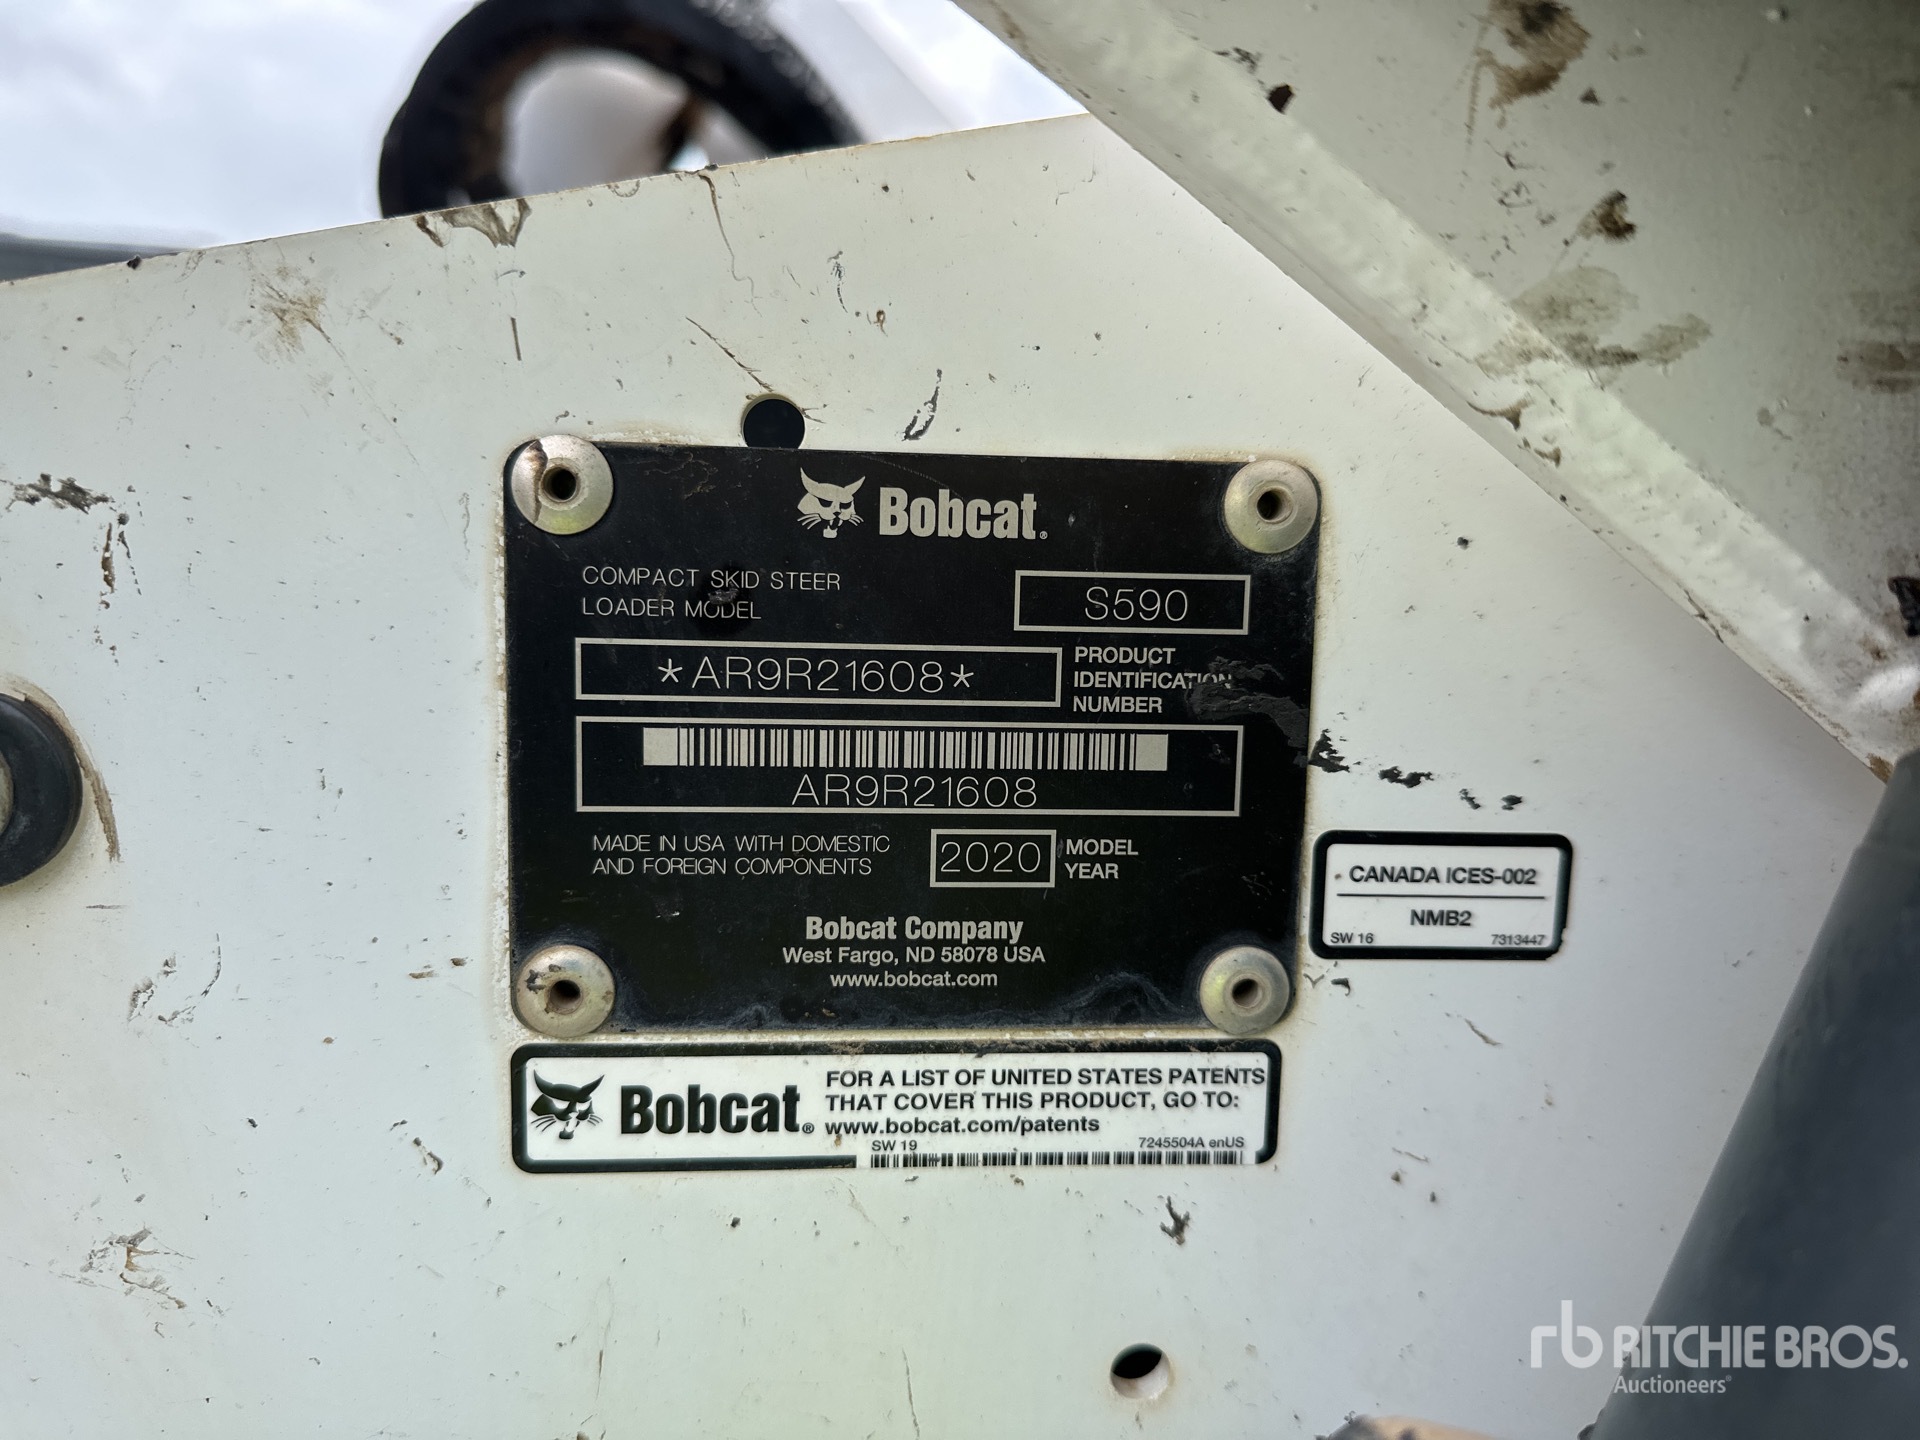 Bobcat®
COMPACT SKID STEER
LOADER MODEL
S590
*AR9R21608*
PRODUCT
IDENTIFICATION
NUMBER
AR9R21608
MADE IN USA WITH DOMESTIC
AND FOREIGN COMPONENTS
2020
MODEL
YEAR
Bobcat Company
West Fargo, ND 58078 USA
www.bobcat.com
CANADA ICES-002
NMB2
SW 16 7313447
Bobcat®
FOR A LIST OF UNITED STATES PATENTS
THAT COVER THIS PRODUCT, GO TO:
www.bobcat.com/patents
SW 19 7245504A enUS
rb RITCHIE BROS.
Auctioneers®